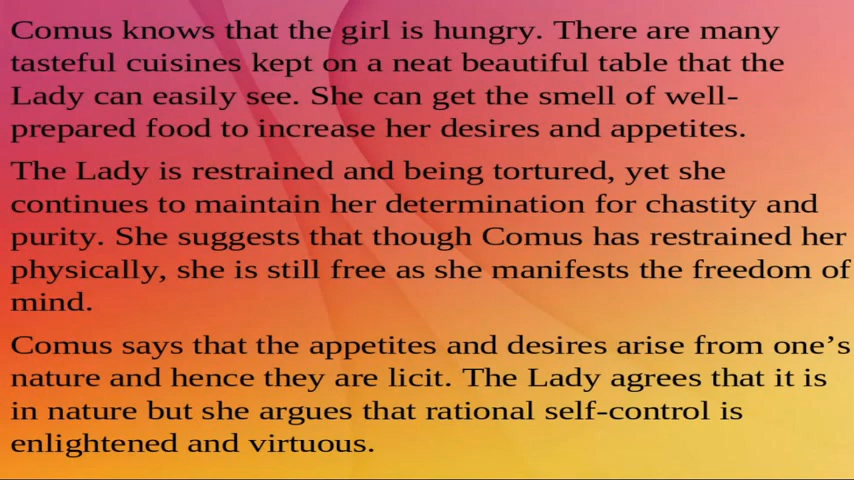 Comus knows that the girl is hungry. There are many
tasteful cuisines kept on a neat beautiful table that the
Lady can easily see. She can get the smell of well-
prepared food to increase her desires and appetites.
The Lady is restrained and being tortured, yet she
continues to maintain her determination for chastity and
purity. She suggests that though Comus has restrained her
physically, she is still free as she manifests the freedom of
mind.
Comus says that the appetites and desires arise from one’s
nature and hence they are licit. The Lady agrees that it is
in nature but she argues that rational self-control is
enlightened and virtuous.